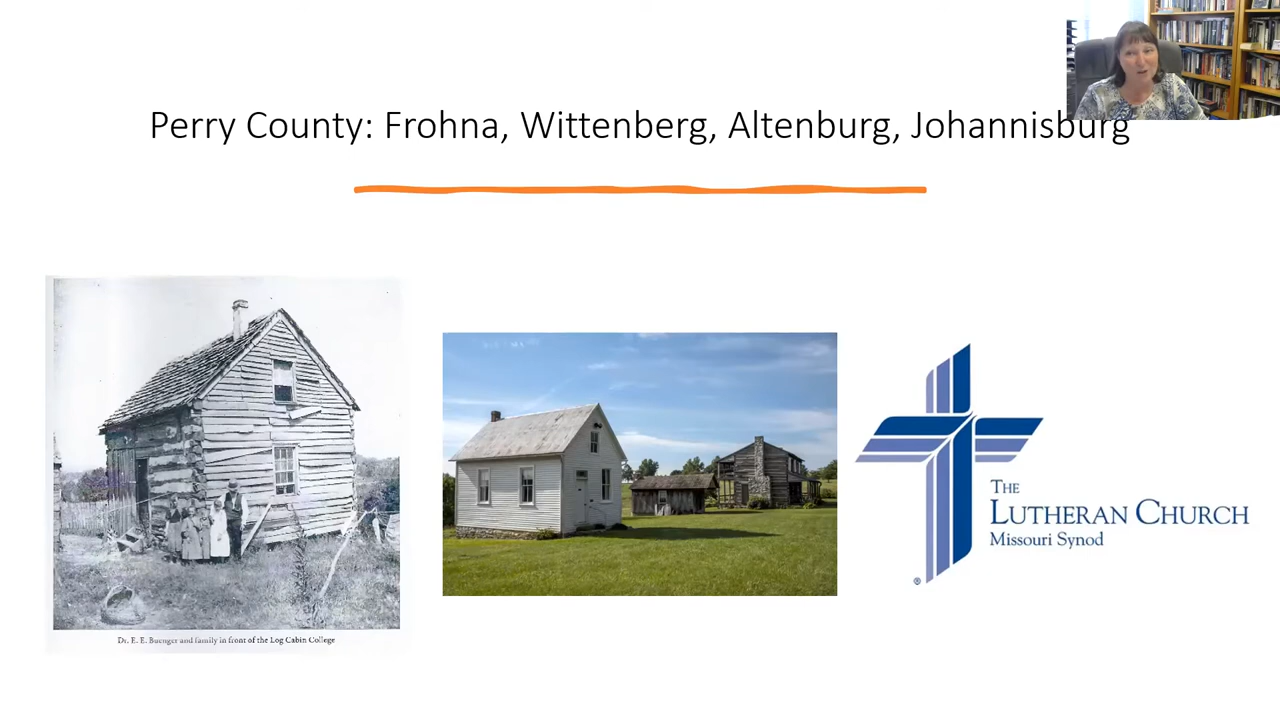 Perry County: Frohna, Wittenberg, Altenburg, Johannisburg
Dr. E. E. Buenger and family in front of the Log Cabin College
THE
LUTHERAN CHURCH
Missouri Synod
®